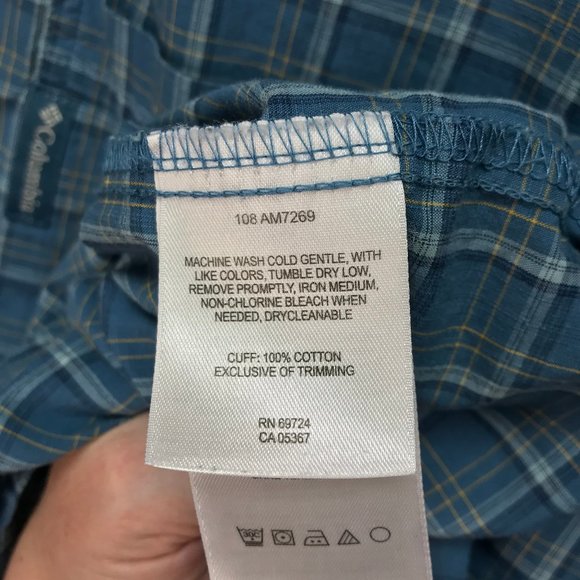 Columbia
108 AM7269
MACHINE WASH COLD GENTLE, WITH
LIKE COLORS, TUMBLE DRY LOW,
REMOVE PROMPTLY, IRON MEDIUM,
NON-CHLORINE BLEACH WHEN
NEEDED, DRYCLEANABLE
CUFF: 100% COTTON
EXCLUSIVE OF TRIMMING
RN 69724
CA 05367